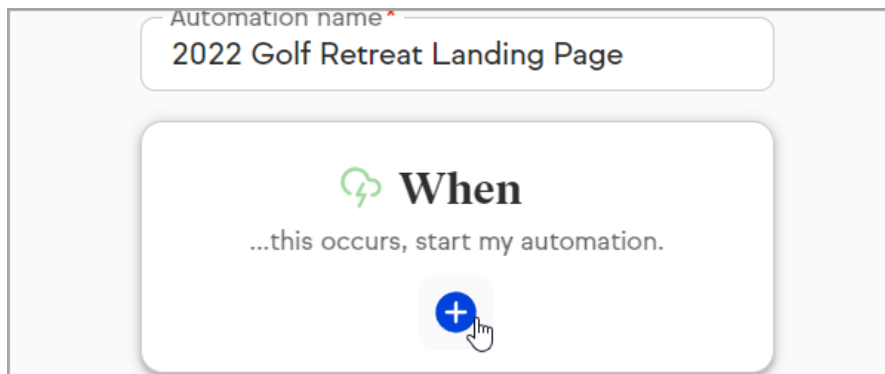 Automation name*
2022 Golf Retreat Landing Page
When
...this occurs, start my automation.